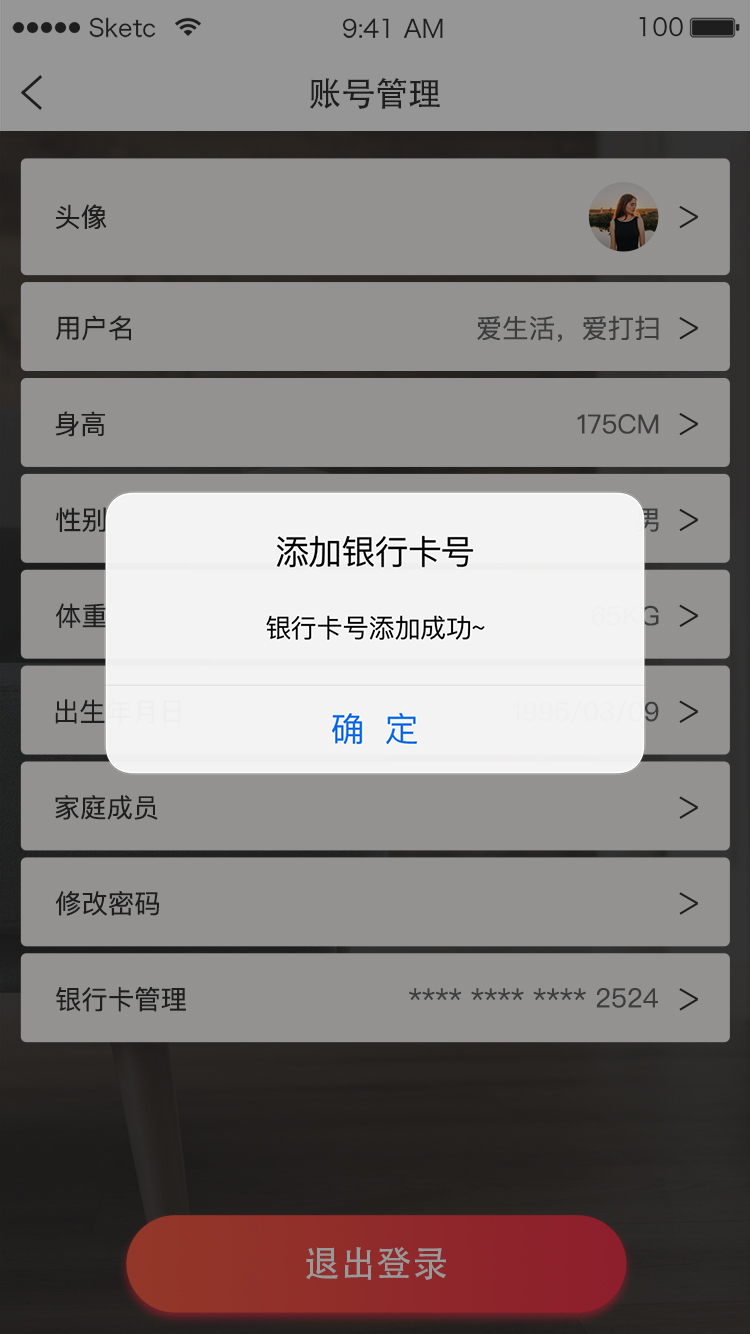 Sketc 9:41 AM 100
账号管理
头像 >
用户名 爱生活，爱打扫 >
身高 175CM >
性别 男 >
添加银行卡号
体重 65KG >
银行卡号添加成功~
出生年月日 1995/03/09 >
确 定
家庭成员 >
修改密码 >
银行卡管理 **** **** **** 2524 >
退出登录